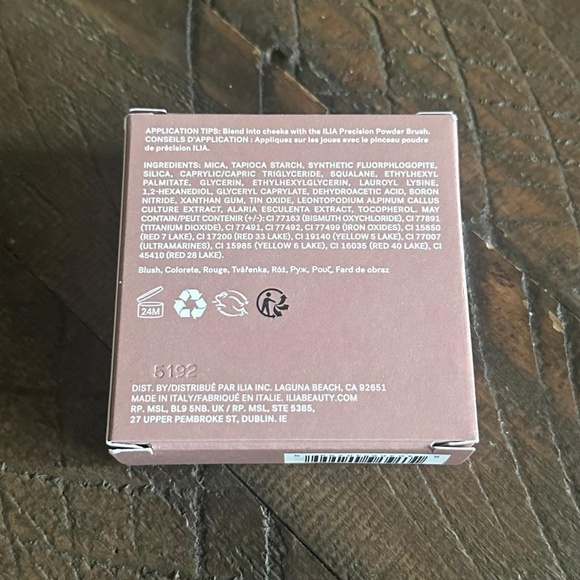 APPLICATION TIPS: Blend into cheeks with the ILIA Precision Powder Brush.
CONSEILS D'APPLICATION : Appliquez sur les joues avec le pinceau poudre
de précision ILIA.
INGREDIENTS: MICA, TAPIOCA STARCH, SYNTHETIC FLUORPHLOGOPITE,
SILICA, CAPRYLIC/CAPRIC TRIGLYCERIDE, SQUALANE, ETHYLHEXYL
PALMITATE, GLYCERIN, ETHYLHEXYLGLYCERIN, LAUROYL LYSINE,
1,2-HEXANEDIOL, GLYCERYL CAPRYLATE, DEHYDROACETIC ACID, BORON
NITRIDE, XANTHAN GUM, TIN OXIDE, LEONTOPODIUM ALPINUM CALLUS
CULTURE EXTRACT, ALARIA ESCULENTA EXTRACT, TOCOPHEROL. MAY
CONTAIN/PEUT CONTENIR (+/-): CI 77163 (BISMUTH OXYCHLORIDE), CI 77891
(TITANIUM DIOXIDE), CI 77491, CI 77492, CI 77499 (IRON OXIDES), CI 15850
(RED 7 LAKE), CI 17200 (RED 33 LAKE), CI 19140 (YELLOW 5 LAKE), CI 77007
(ULTRAMARINES), CI 15985 (YELLOW 6 LAKE), CI 16035 (RED 40 LAKE), CI
45410 (RED 28 LAKE).
Blush, Colorete, Rouge, Tvářenka, Róż, Руж, Ρουζ, Fard de obraz
24M
5192
DIST. BY/DISTRIBUÉ PAR ILIA INC. LAGUNA BEACH, CA 92651
MADE IN ITALY/FABRIQUÉ EN ITALIE. ILIABEAUTY.COM
RP. MSL, BL9 5NB. UK / RP. MSL, STE 5385,
27 UPPER PEMBROKE ST, DUBLIN. IE